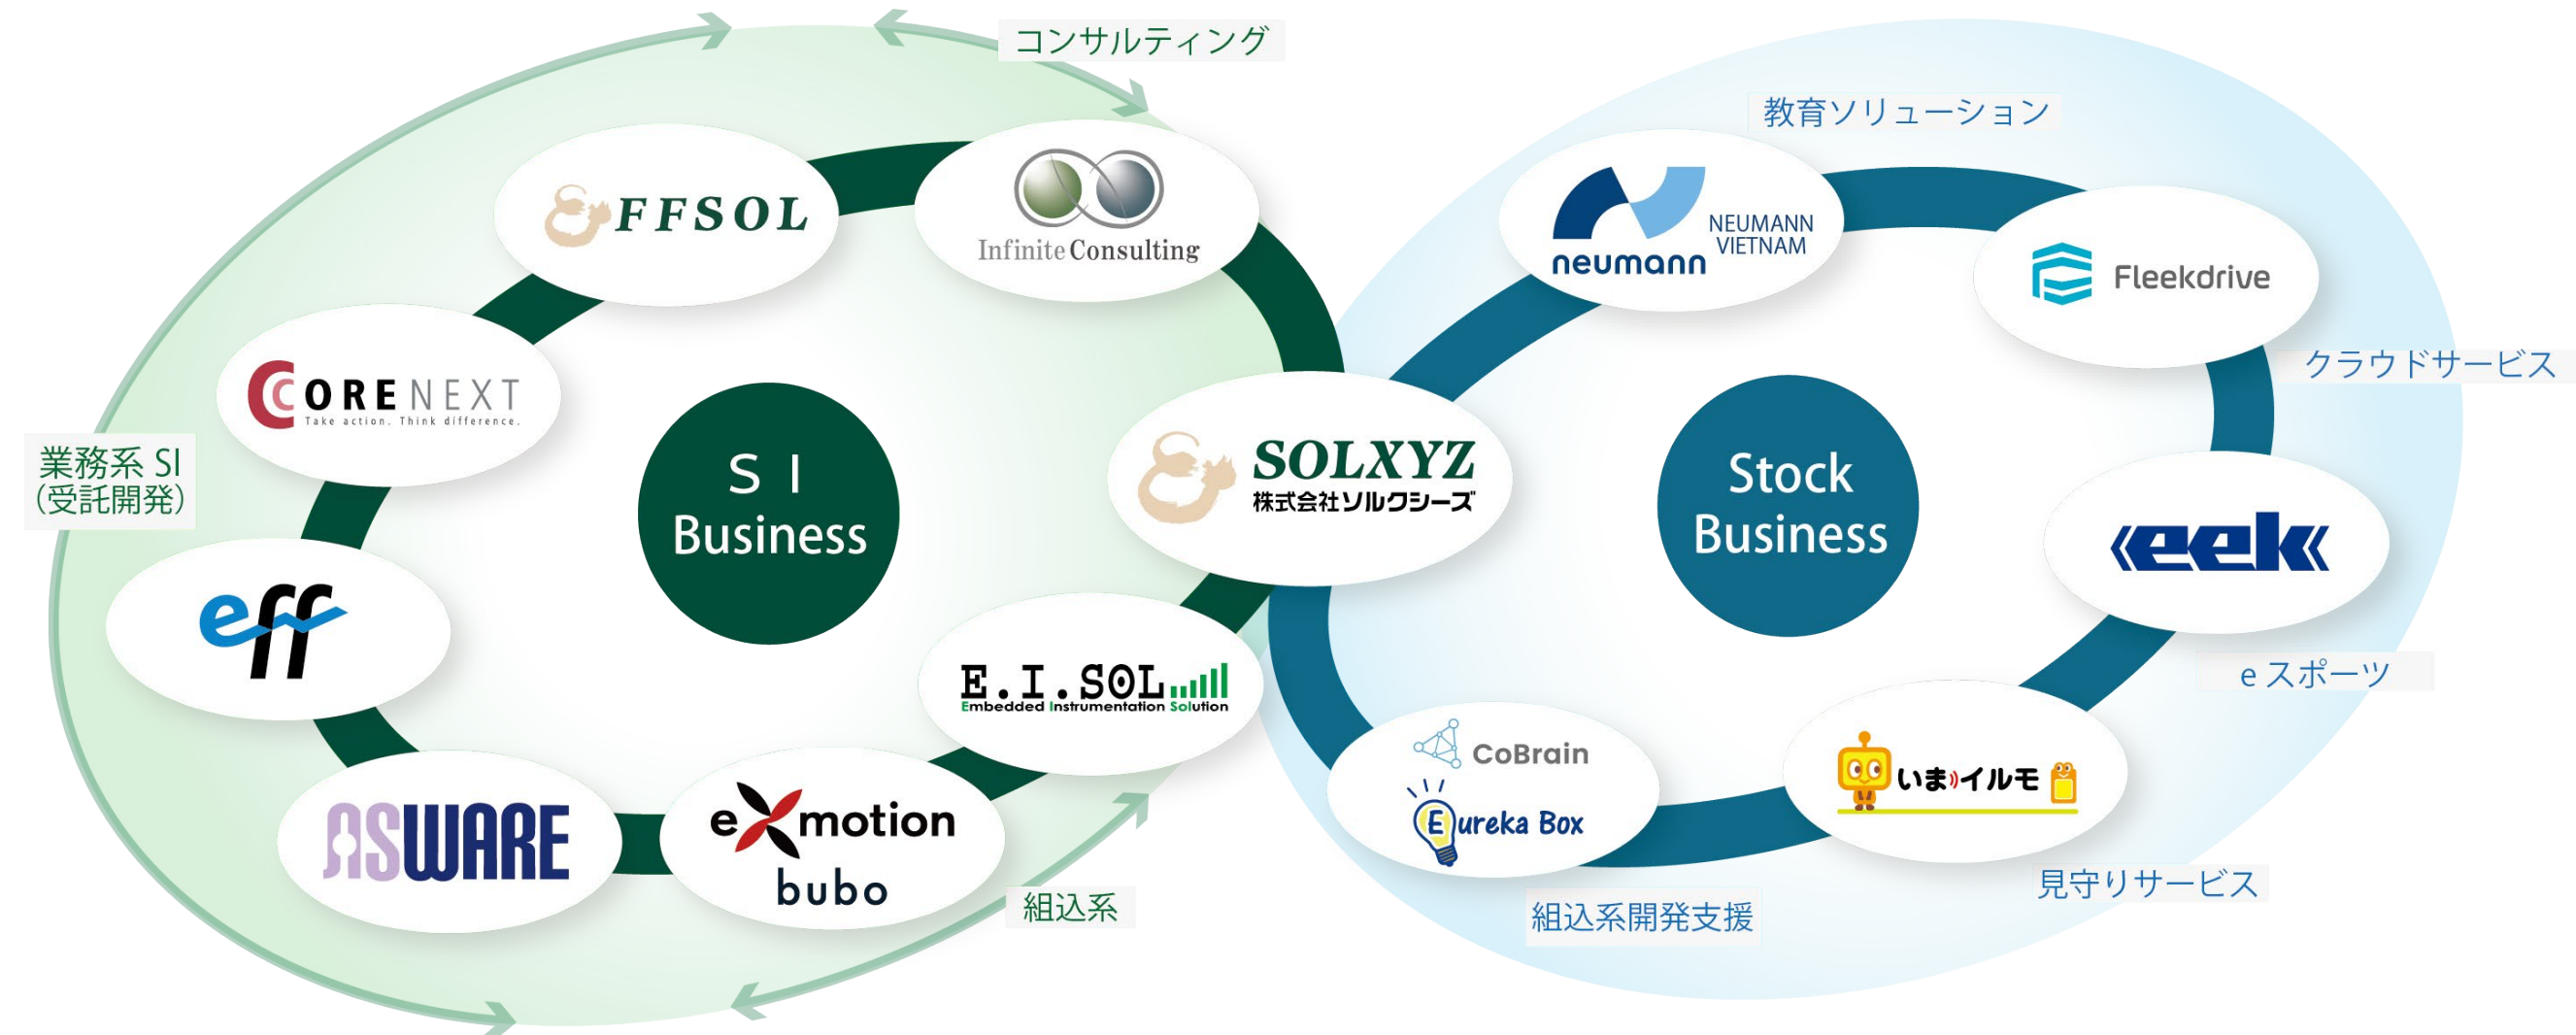 コンサルティング
FFSOL
Infinite Consulting
CORE NEXT
Take action. Think difference.
業務系 SI
（受託開発）
S I
Business
eff
ASWARE
eXmotion
bubo
E.I.SOL
Embedded Instrumentation Solution
組込系
SOLXYZ
株式会社ソルクシーズ
教育ソリューション
neumann
NEUMANN
VIETNAM
Fleekdrive
クラウドサービス
Stock
Business
eek
eスポーツ
いまイルモ
見守りサービス
CoBrain
Eureka Box
組込系開発支援